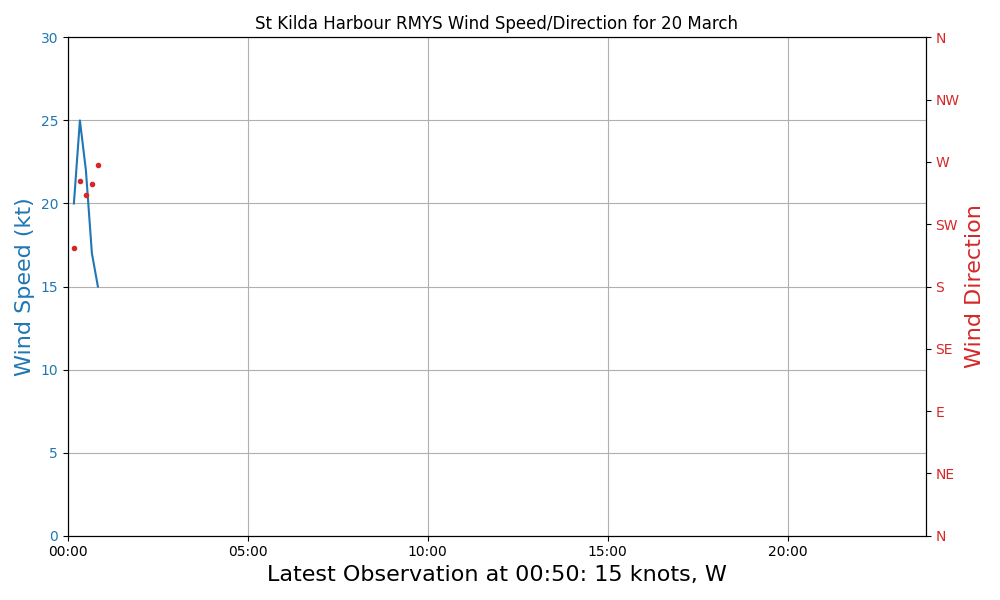 St Kilda Harbour RMYS Wind Speed/Direction for 20 March
30
25
20
15
10
5
0
Wind Speed (kt)
N
NW
W
SW
S
SE
E
NE
N
Wind Direction
00:00
05:00
10:00
15:00
20:00
Latest Observation at 00:50: 15 knots, W